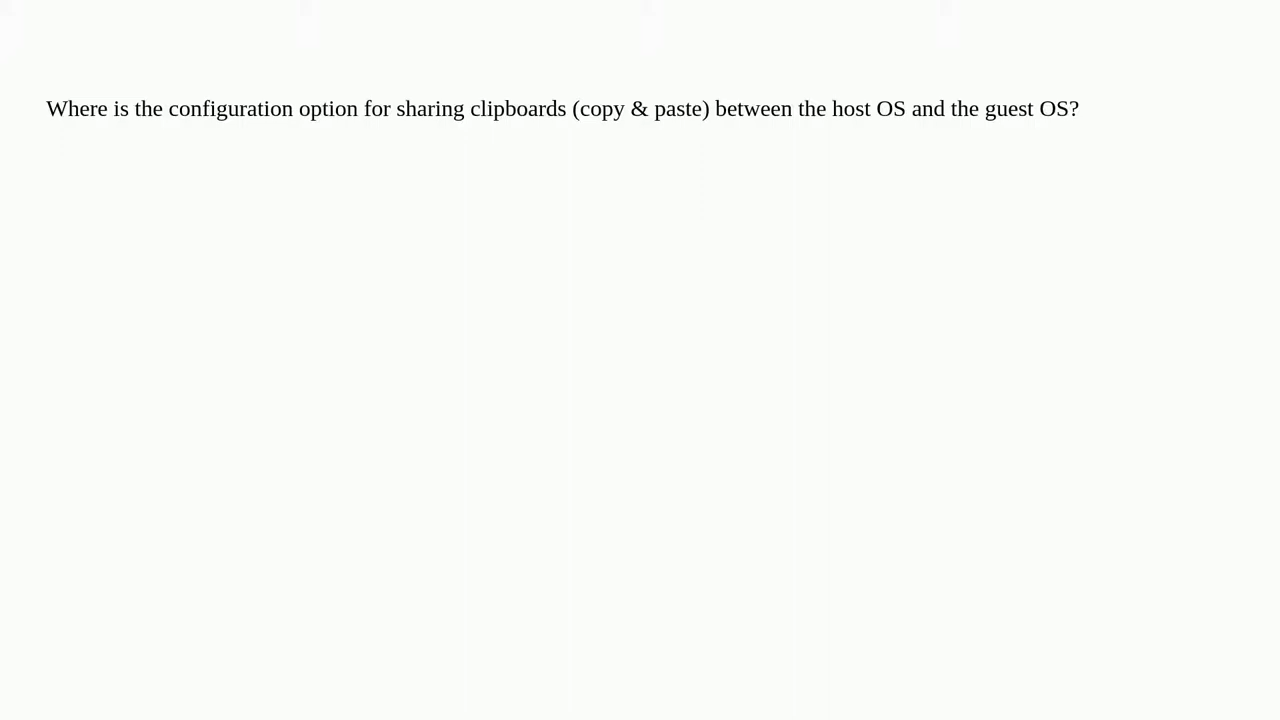 Where is the configuration option for sharing clipboards (copy & paste) between the host OS and the guest OS?